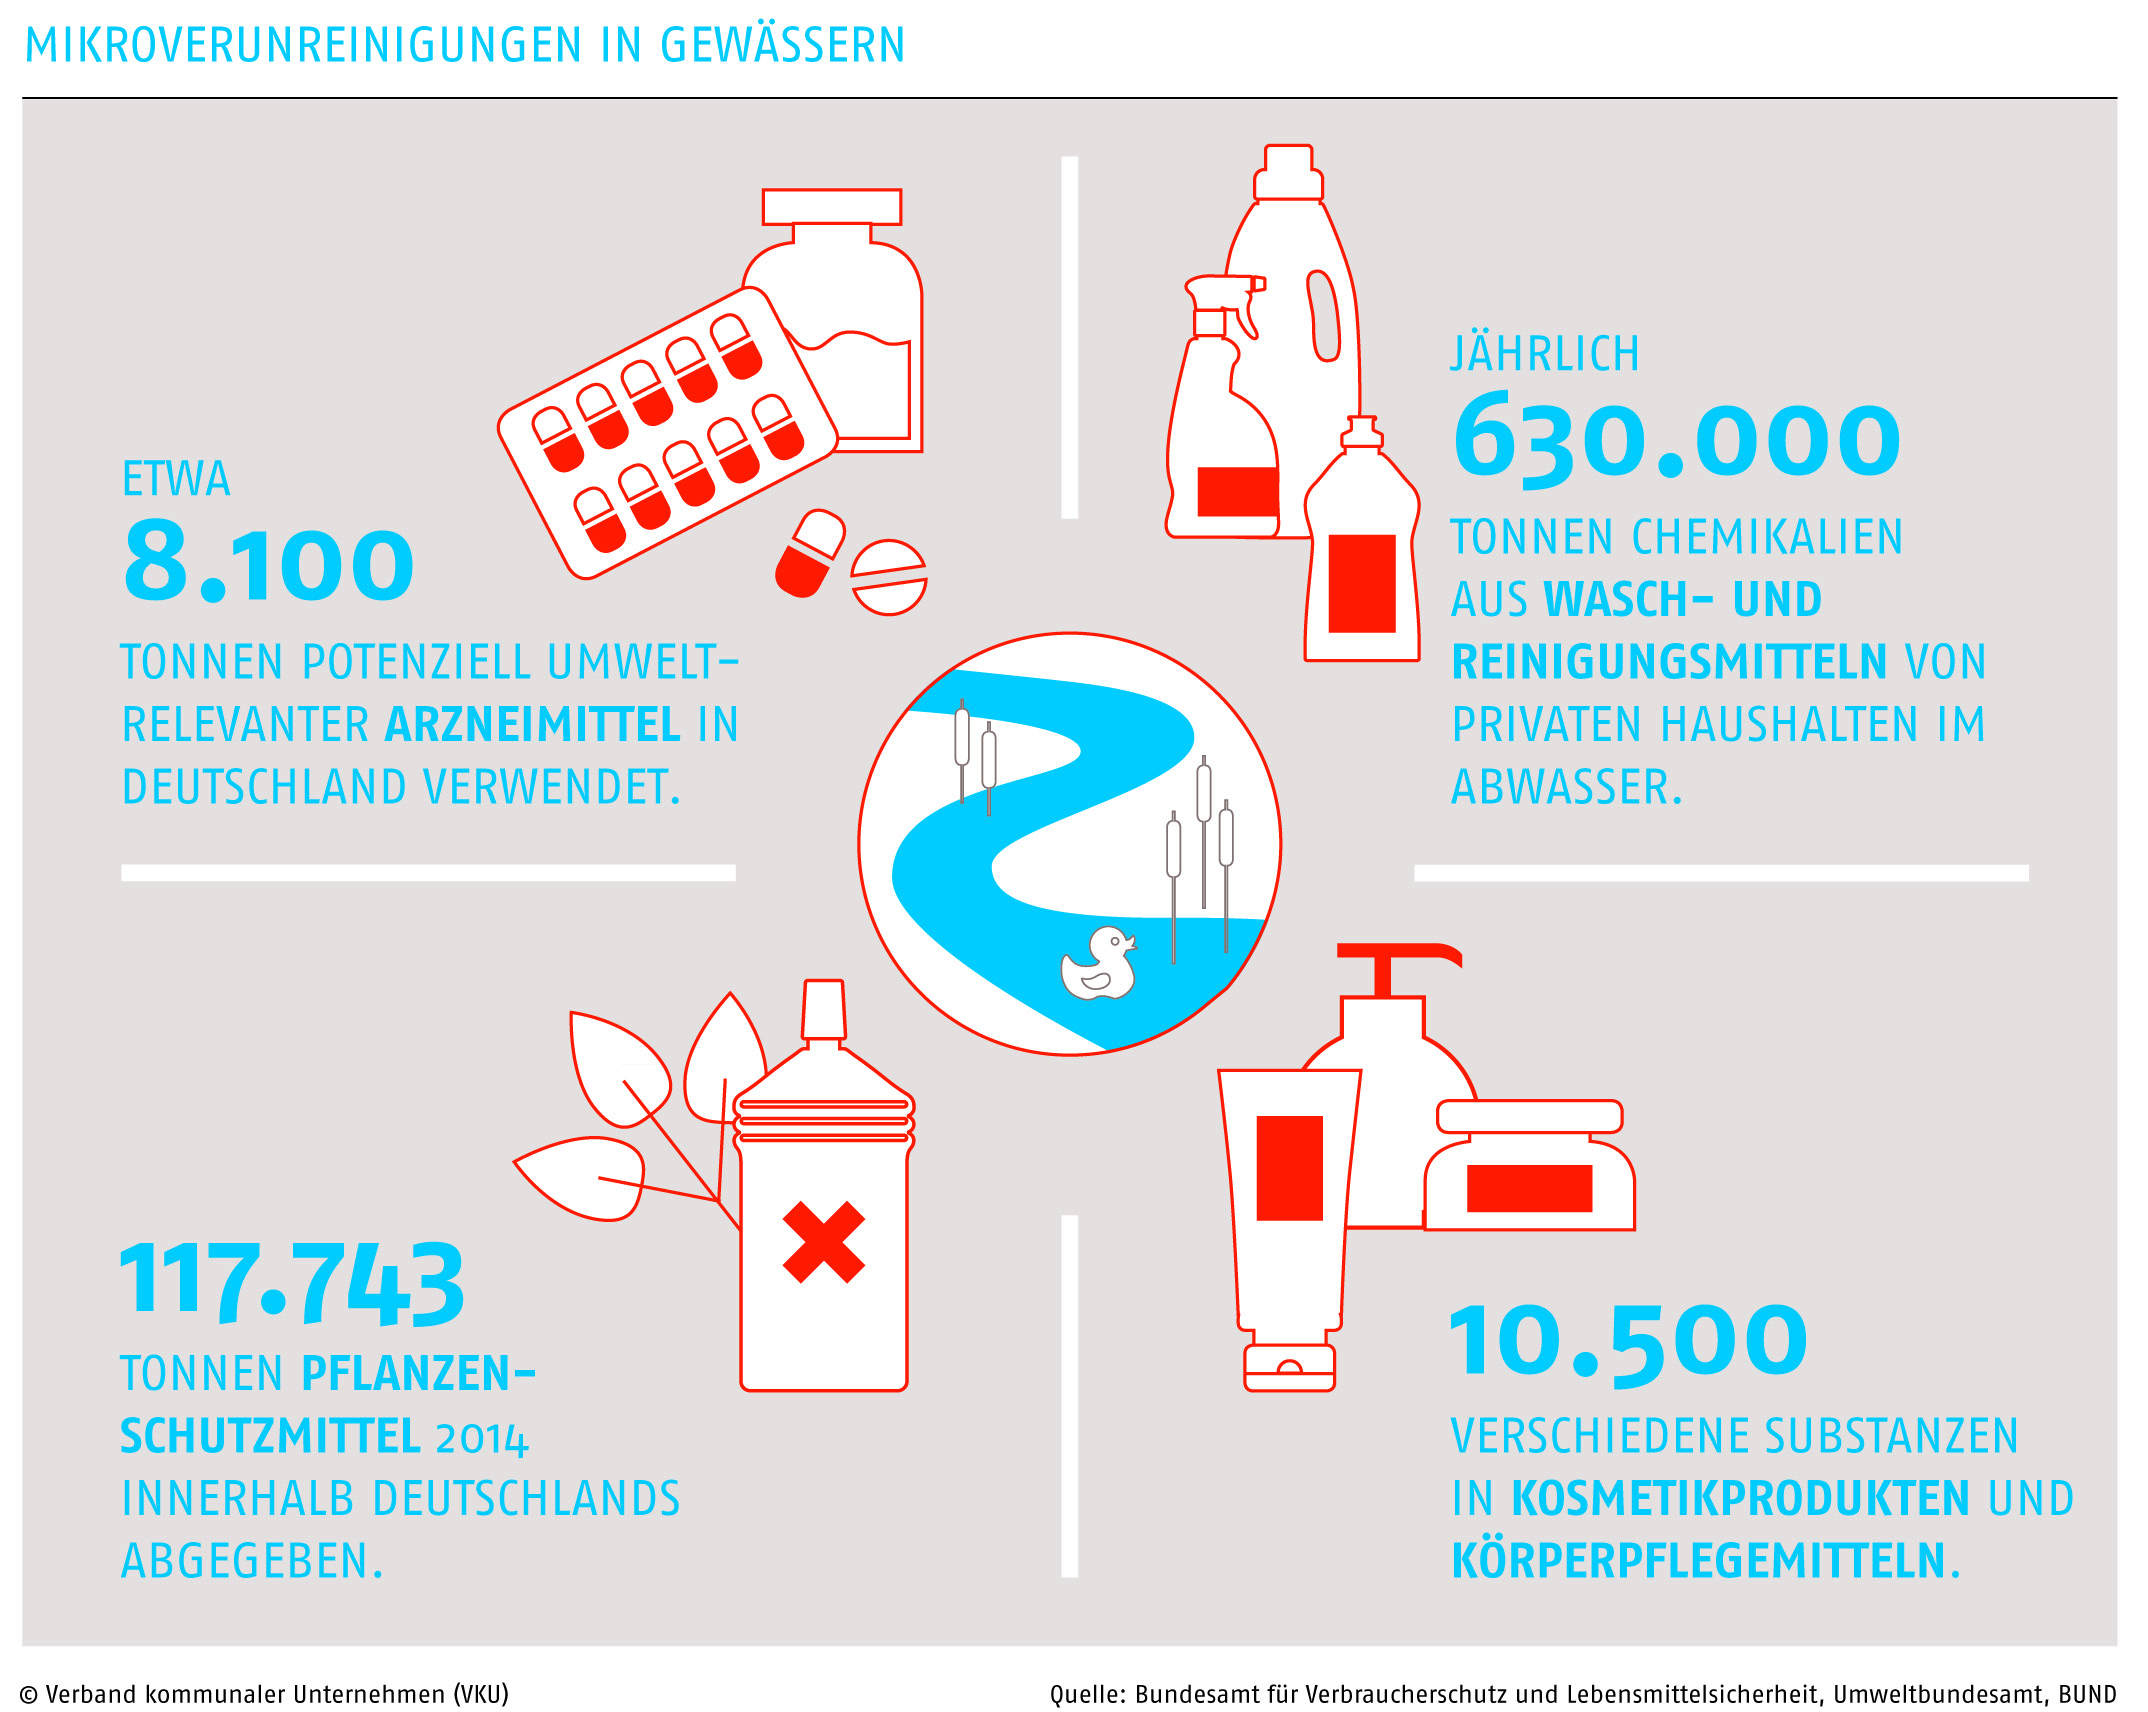 MIKROVERUNREINIGUNGEN IN GEWÄSSERN
ETWA
8.100
TONNEN POTENZIELL UMWELT-
RELEVANTER ARZNEIMITTEL IN
DEUTSCHLAND VERWENDET.
JÄHRLICH
630.000
TONNEN CHEMIKALIEN
AUS WASCH- UND
REINIGUNGSMITTELN VON
PRIVATEN HAUSHALTEN IM
ABWASSER.
117.743
TONNEN PFLANZEN-
SCHUTZMITTEL 2014
INNERHALB DEUTSCHLANDS
ABGEGEBEN.
10.500
VERSCHIEDENE SUBSTANZEN
IN KOSMETIKPRODUKTEN UND
KÖRPERPFLEGEMITTELN.
© Verband kommunaler Unternehmen (VKU)
Quelle: Bundesamt für Verbraucherschutz und Lebensmittelsicherheit, Umweltbundesamt, BUND